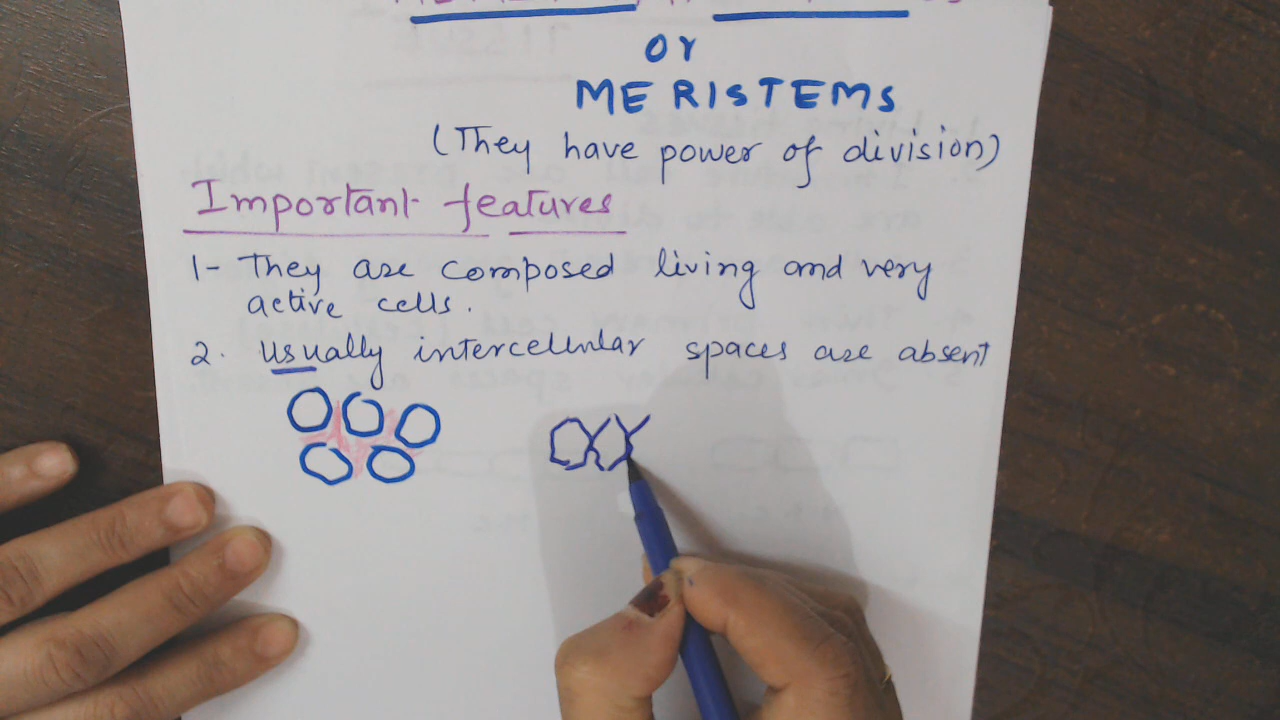 or
MERISTEMS
(They have power of division)
Important features
1- They are composed living and very
active cells.
2. Usually intercellular spaces are absent